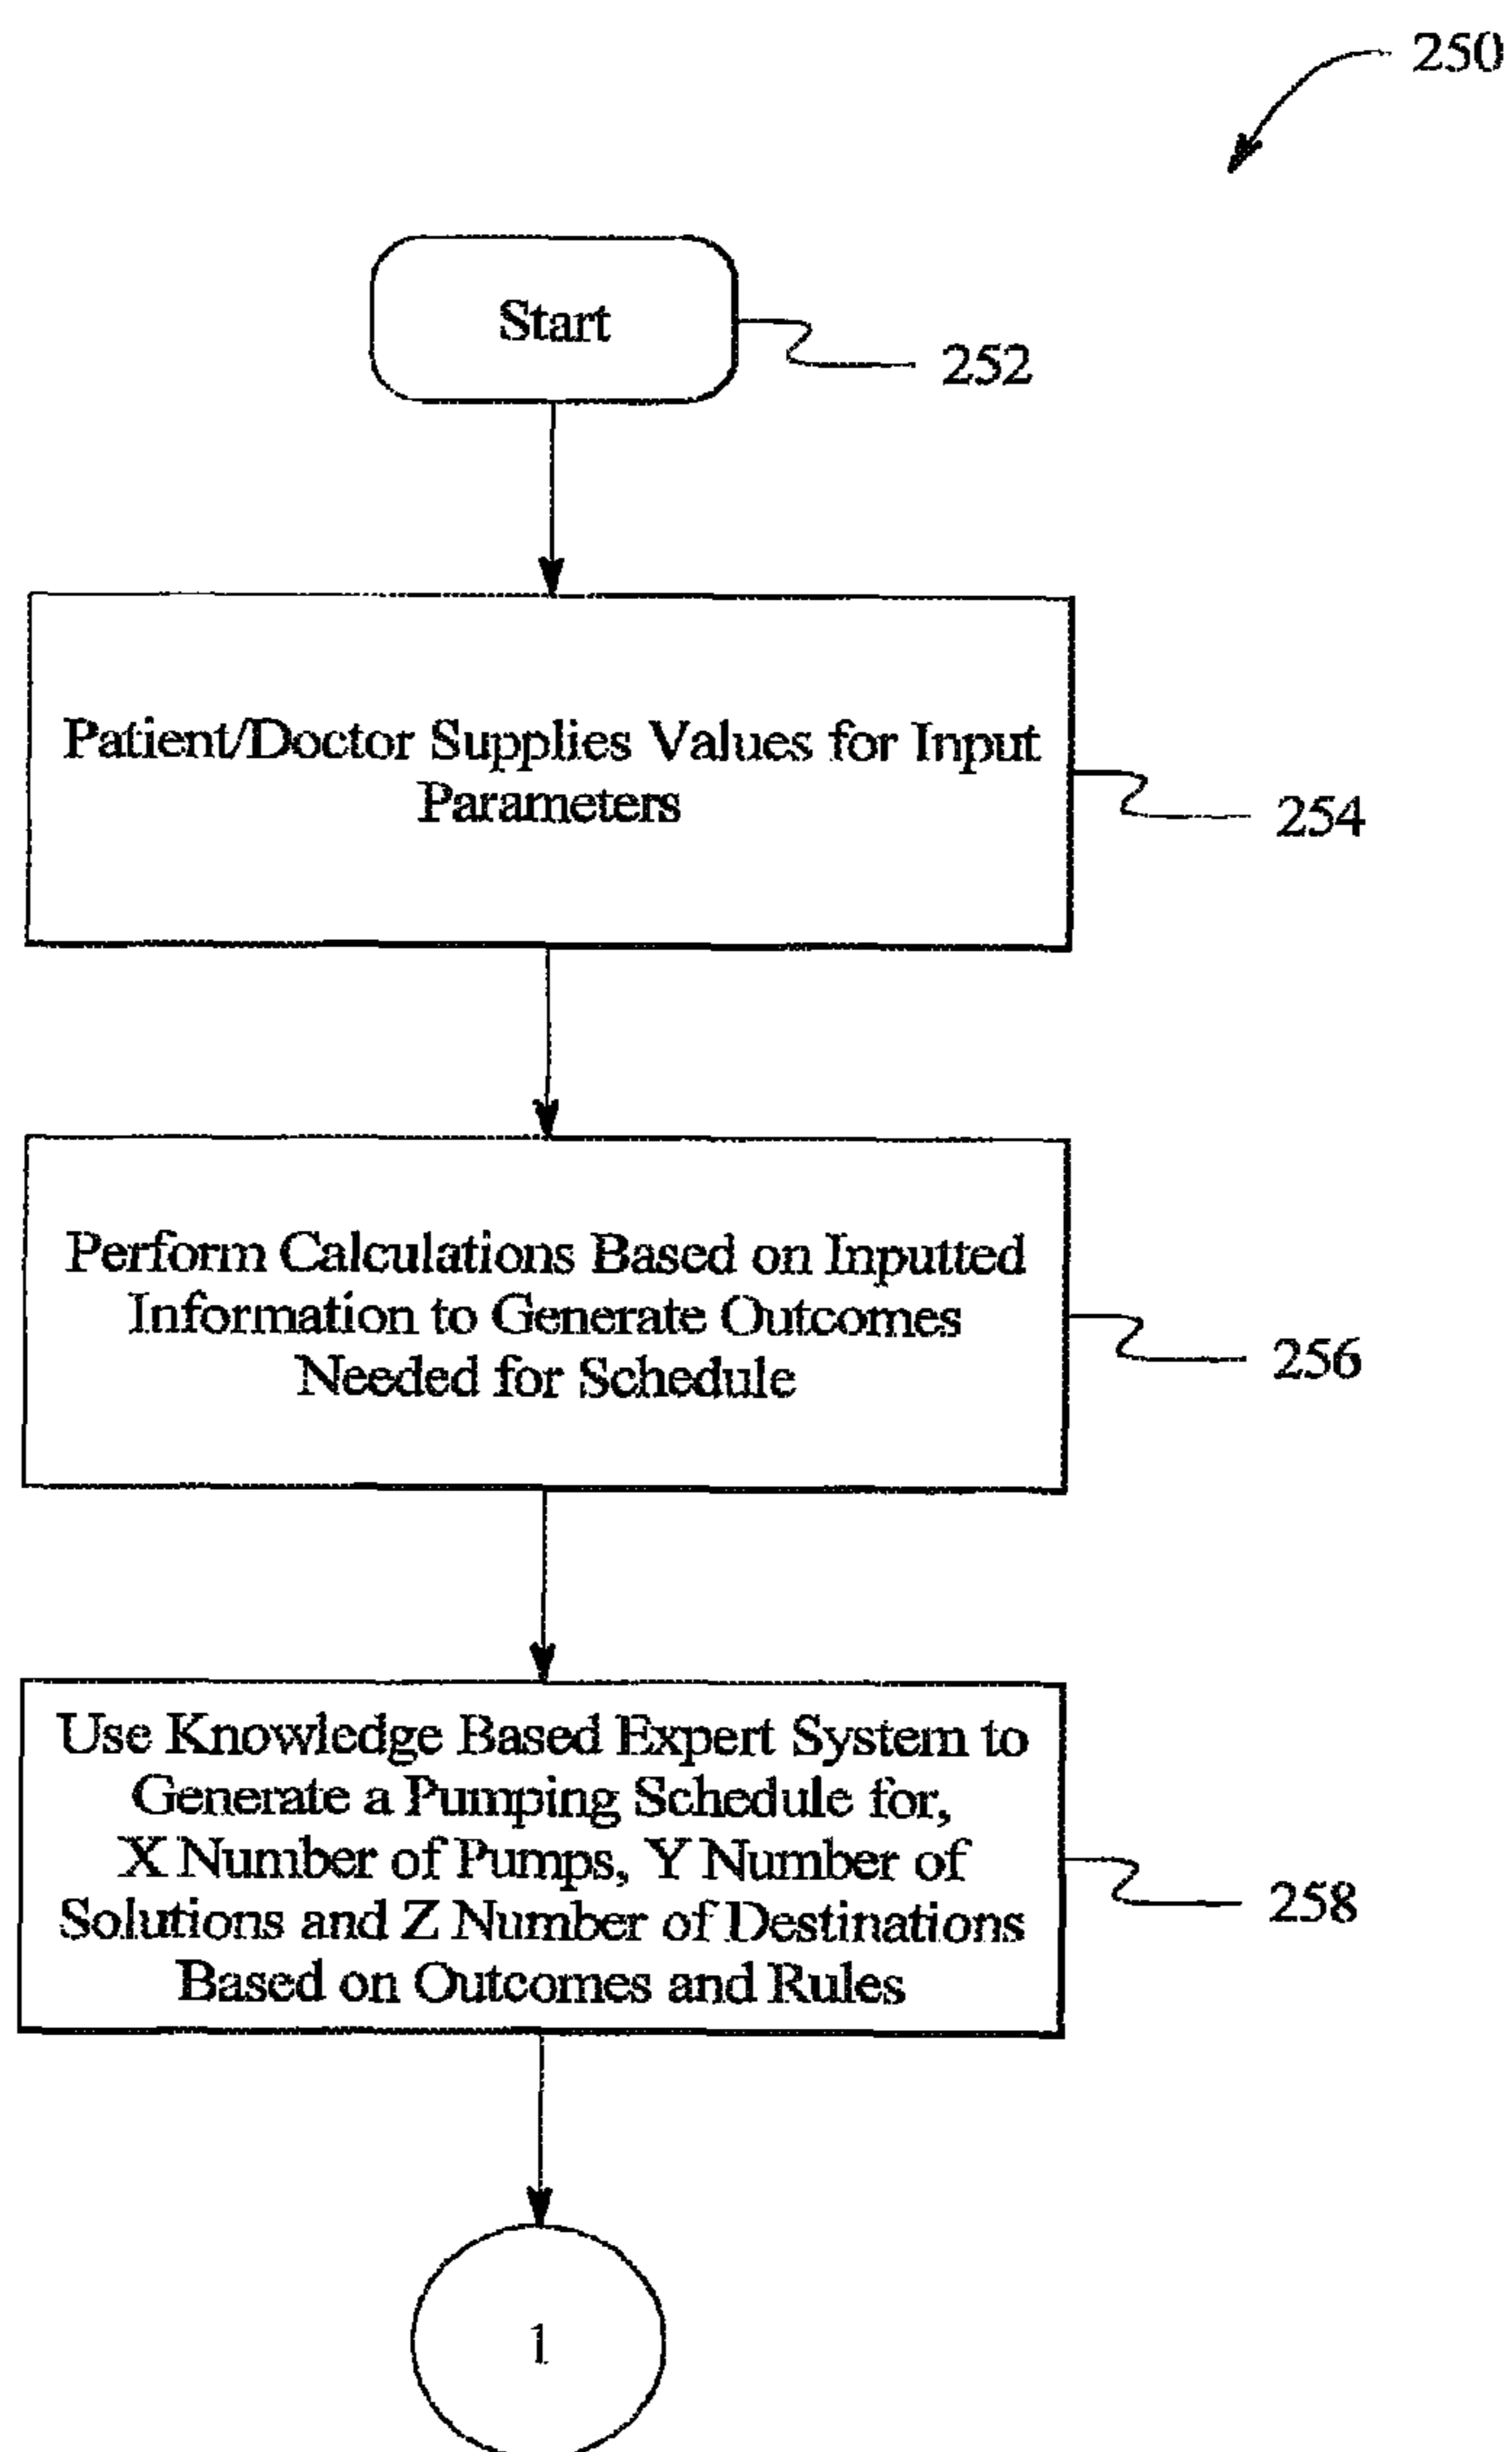 250
Start
252
Patient/Doctor Supplies Values for Input
Parameters
254
Perform Calculations Based on Inputted
Information to Generate Outcomes
Needed for Schedule
256
Use Knowledge Based Expert System to
Generate a Pumping Schedule for,
X Number of Pumps, Y Number of
Solutions and Z Number of Destinations
Based on Outcomes and Rules
258
1